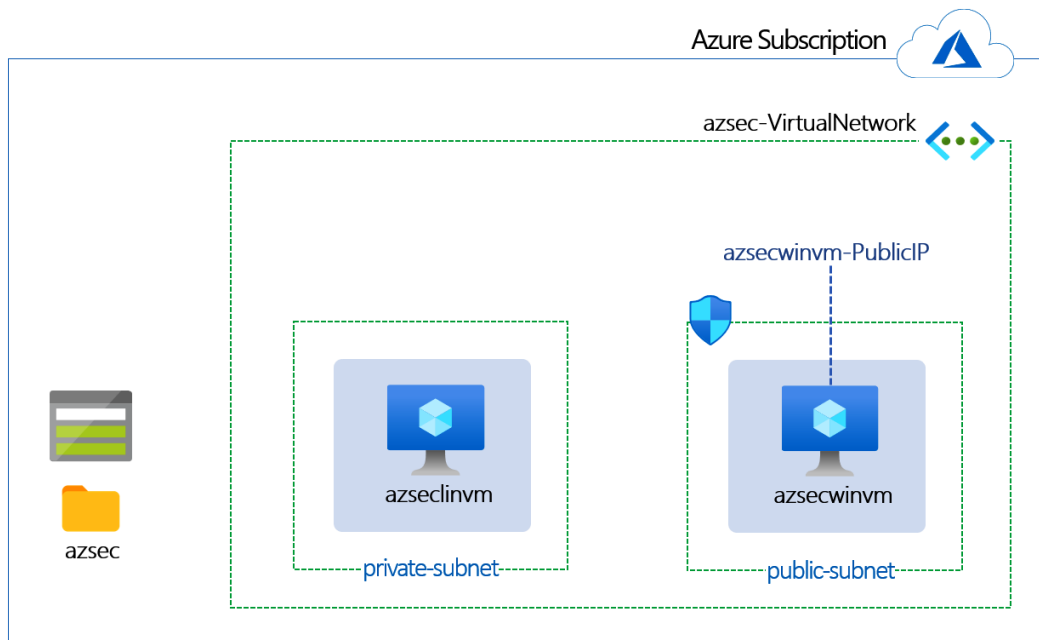 Azure Subscription
azsec-VirtualNetwork
azsecwinvm-PublicIP
azseclinvm
azsecwinvm
azsec
private-subnet
public-subnet